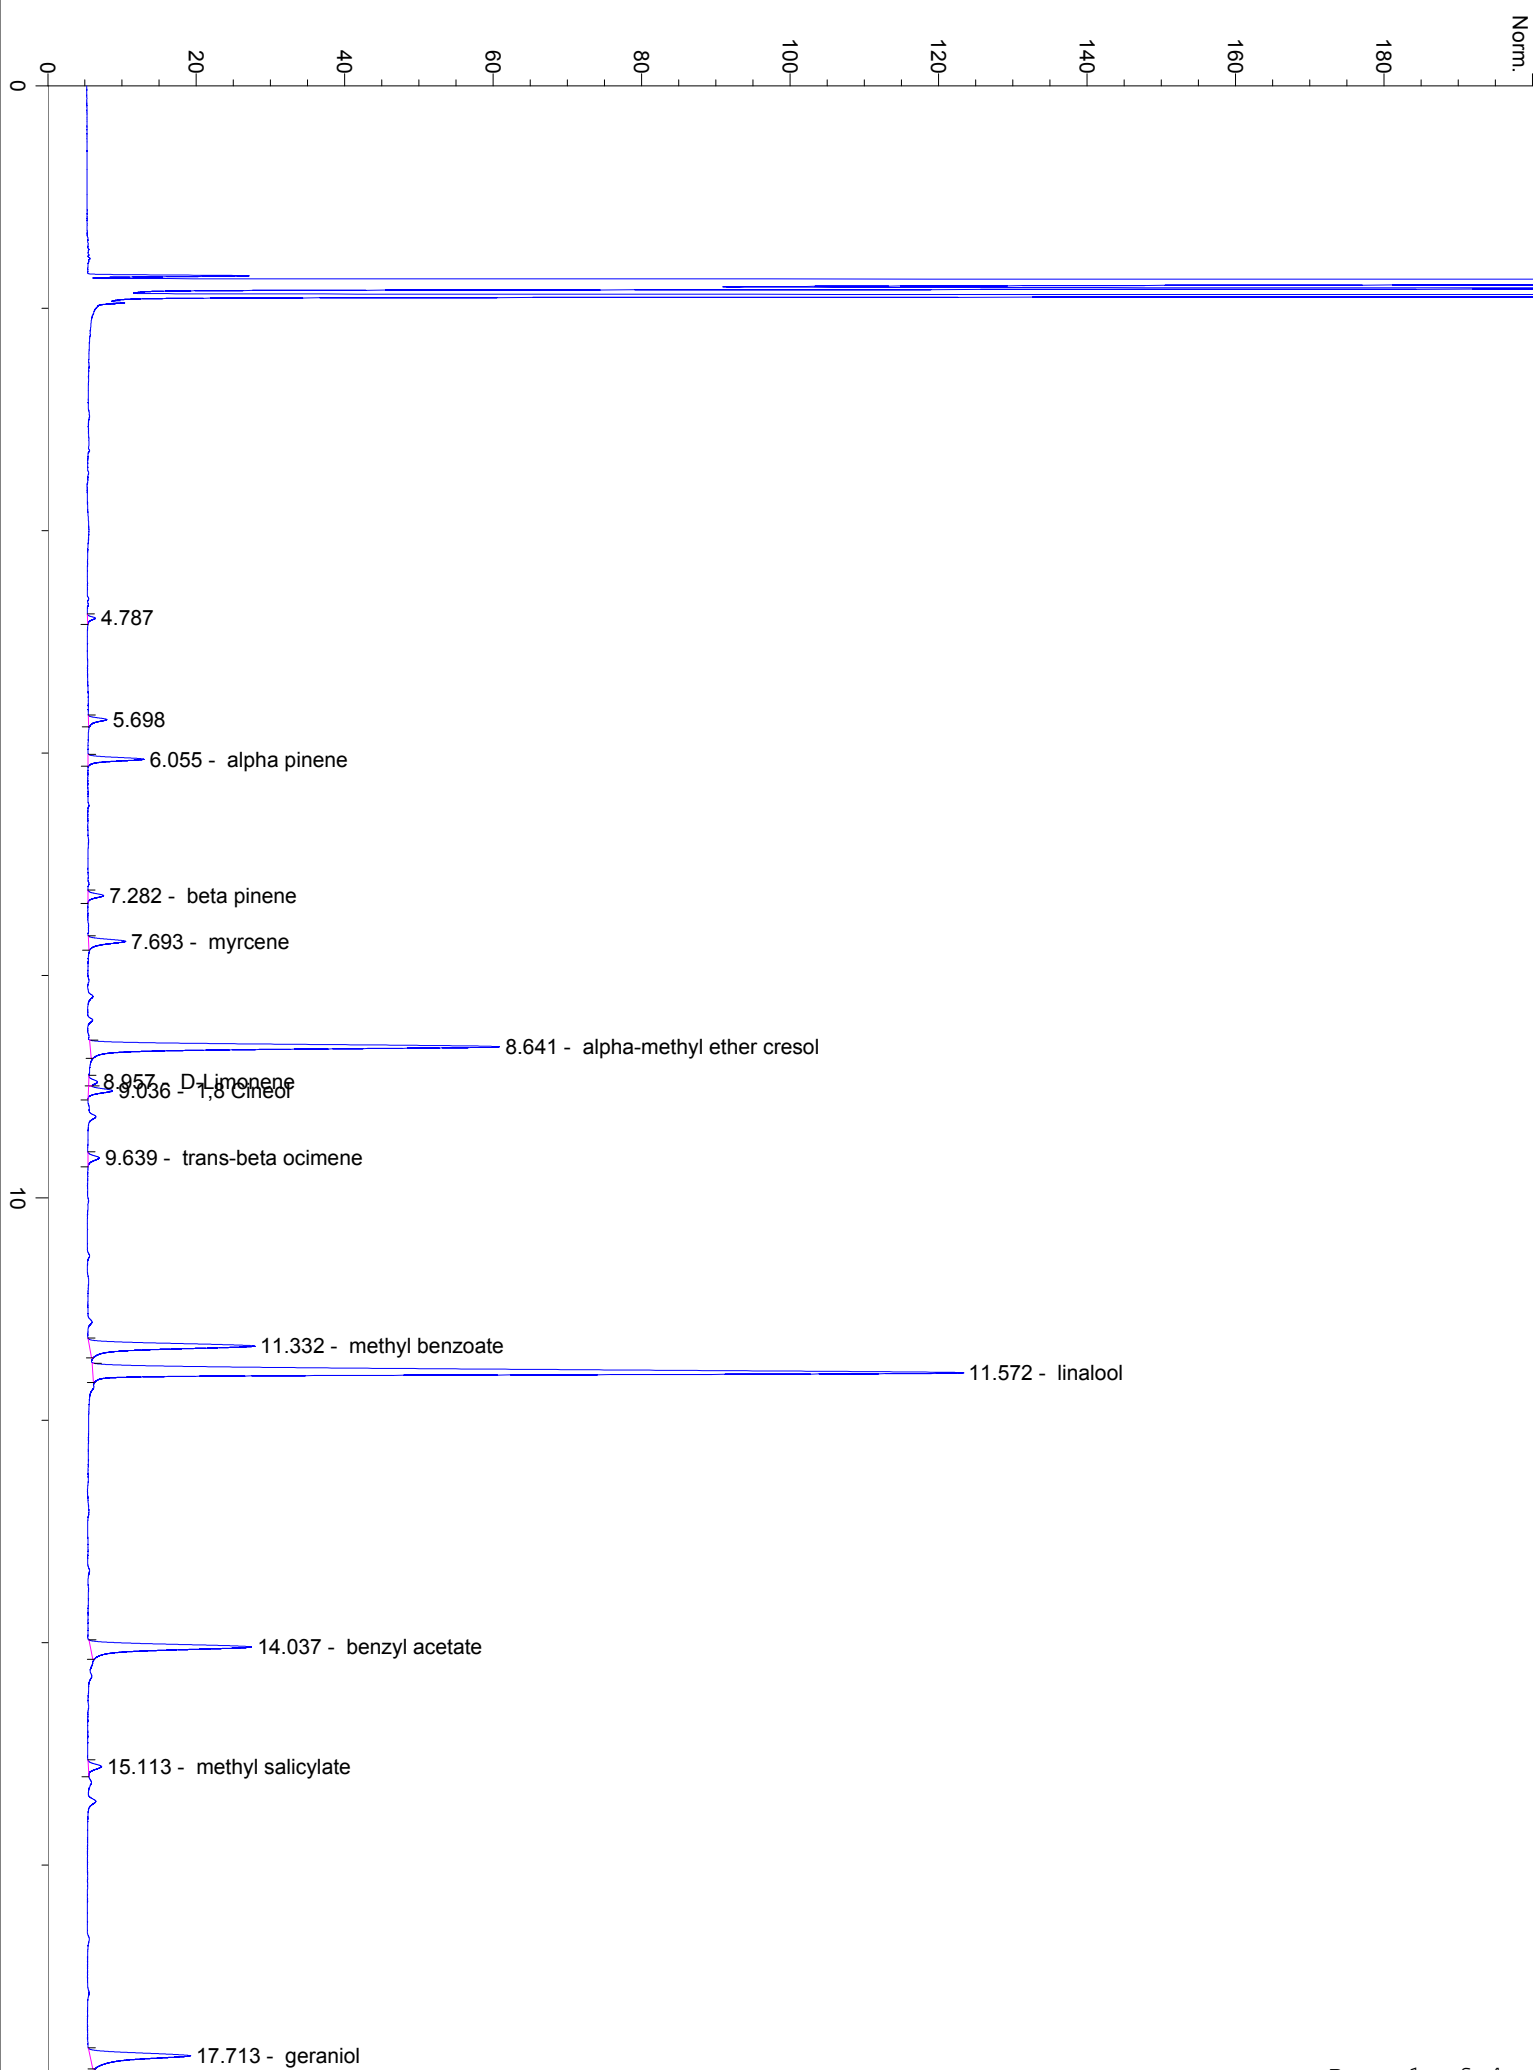 Norm.
0
20
40
60
80
100
120
140
160
180
0
4.787
5.698
6.055 - alpha pinene
7.282 - beta pinene
7.693 - myrcene
8.641 - alpha-methyl ether cresol
8.957 - D-Limonene
9.036 - 1,8 Cineol
9.639 - trans-beta ocimene
10
11.332 - methyl benzoate
11.572 - linalool
14.037 - benzyl acetate
15.113 - methyl salicylate
17.713 - geraniol